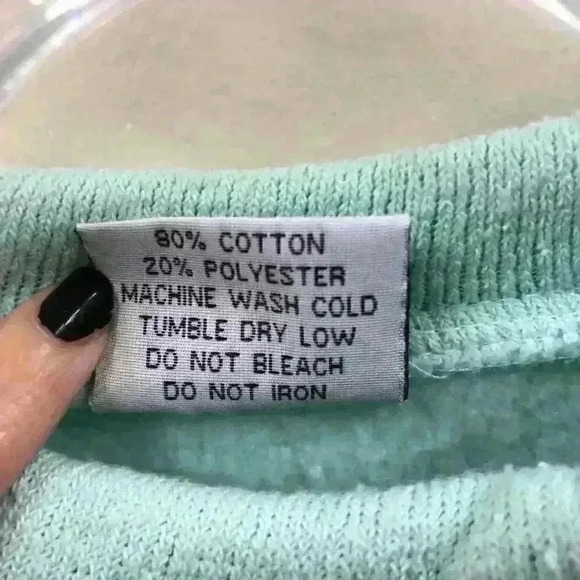 80% COTTON
20% POLYESTER
MACHINE WASH COLD
TUMBLE DRY LOW
DO NOT BLEACH
DO NOT IRON